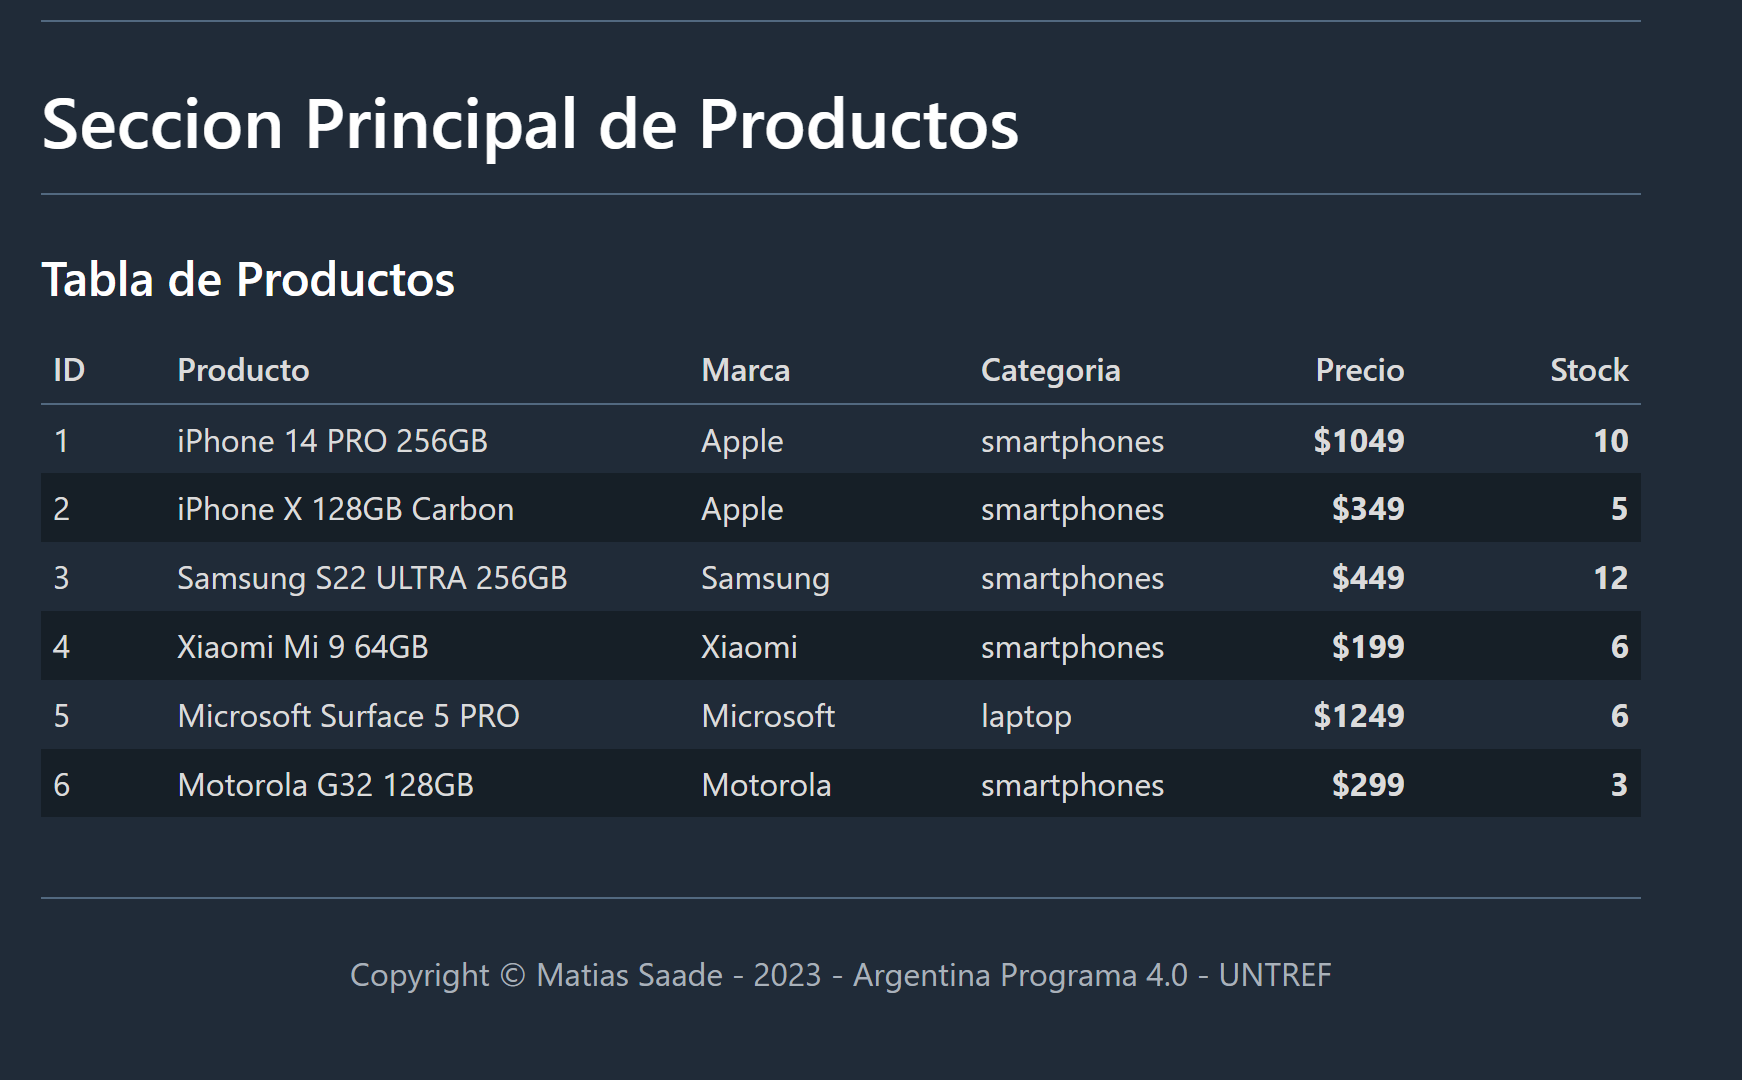 Seccion Principal de Productos
Tabla de Productos
ID Producto Marca Categoria Precio Stock
1 iPhone 14 PRO 256GB Apple smartphones $1049 10
2 iPhone X 128GB Carbon Apple smartphones $349 5
3 Samsung S22 ULTRA 256GB Samsung smartphones $449 12
4 Xiaomi Mi 9 64GB Xiaomi smartphones $199 6
5 Microsoft Surface 5 PRO Microsoft laptop $1249 6
6 Motorola G32 128GB Motorola smartphones $299 3
Copyright © Matias Saade - 2023 - Argentina Programa 4.0 - UNTREF